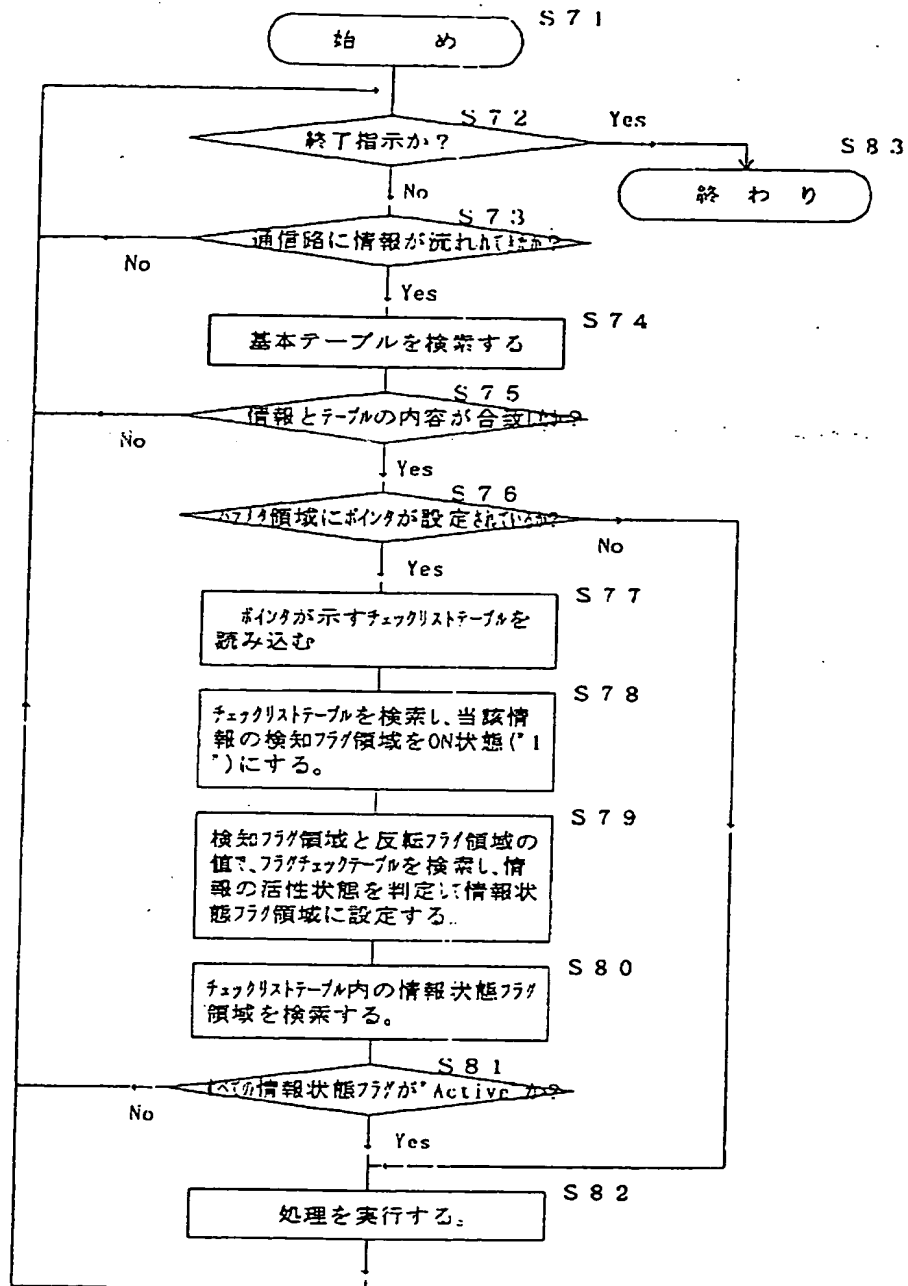 S71
始 め
S72
終了指示か?
Yes
S83
終 わ り
No
S73
通信路に情報が流れてきたか?
No
Yes
S74
基本テーブルを検索する
S75
情報とテーブルの内容が合致したか?
No
Yes
S76
領域にポインタが設定されているか?
No
Yes
S77
ポインタが示すチェックリストテーブルを
読み込む
S78
チェックリストテーブルを検索し、当該情
報の検知フラグ領域をON状態("1
")にする。
S79
検知フラグ領域と反転フラグ領域の
値で、フラグチェックテーブルを検索し、情
報の活性状態を判定して情報状
態フラグ領域に設定する。
S80
チェックリストテーブル内の情報状態フラグ
領域を検索する。
S81
すべての情報状態フラグが"Activeか?
No
Yes
S82
処理を実行する。